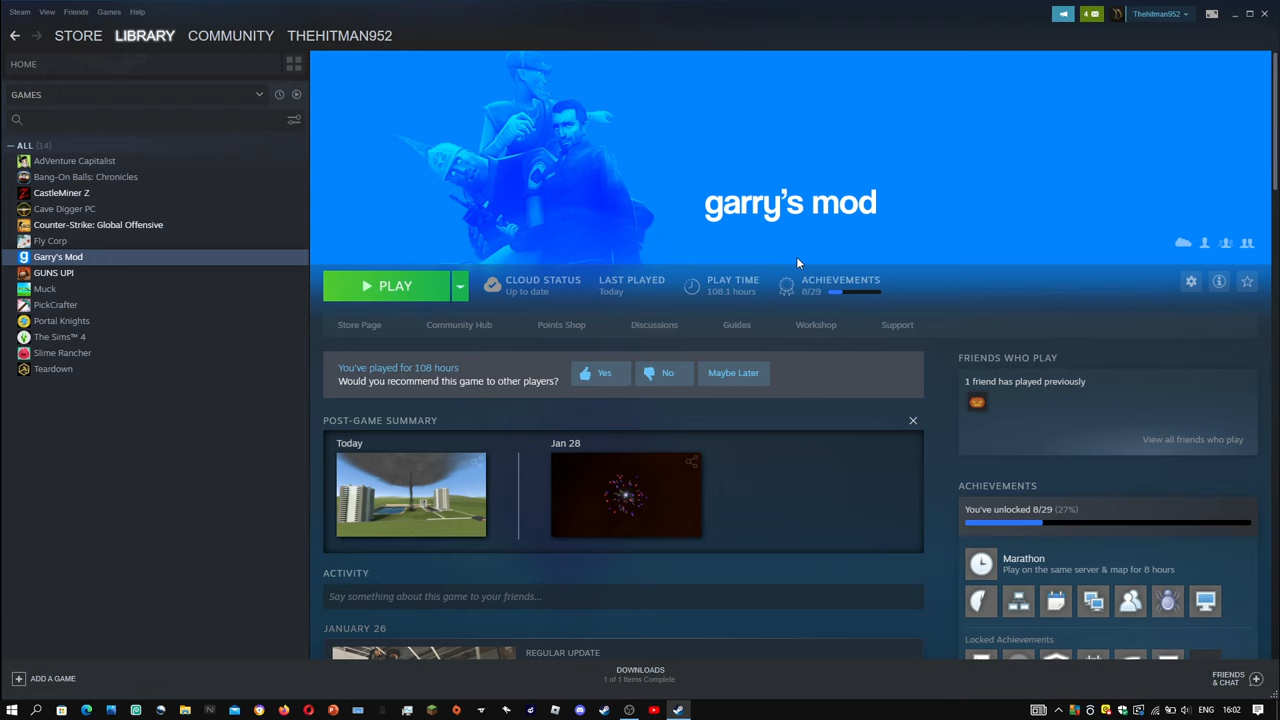 Steam View Friends Games Help
4 Thehitman952
STORE LIBRARY COMMUNITY THEHITMAN952
HOME
GAMES
ALL (14)
AdVenture Capitalist
Bang-On Balls: Chronicles
CastleMiner Z
Cave Digger PC
Counter-Strike: Global Offensive
Fly Corp
Garry's Mod
GUNS UP!
Muck
PickCrafter
Portal Knights
The Sims™ 4
Slime Rancher
Teardown
garry's mod
PLAY
CLOUD STATUS
Up to date
LAST PLAYED
Today
PLAY TIME
108.1 hours
ACHIEVEMENTS
8/29
Store Page Community Hub Points Shop Discussions Guides Workshop Support
You've played for 108 hours
Would you recommend this game to other players?
Yes No Maybe Later
POST-GAME SUMMARY
Today Jan 28
ACTIVITY
Say something about this game to your friends...
JANUARY 26
REGULAR UPDATE
FRIENDS WHO PLAY
1 friend has played previously
View all friends who play
ACHIEVEMENTS
You've unlocked 8/29 (27%)
Marathon
Play on the same server & map for 8 hours
Locked Achievements
ADD A GAME
DOWNLOADS
1 of 1 Items Complete
FRIENDS
& CHAT
ENG 16:02